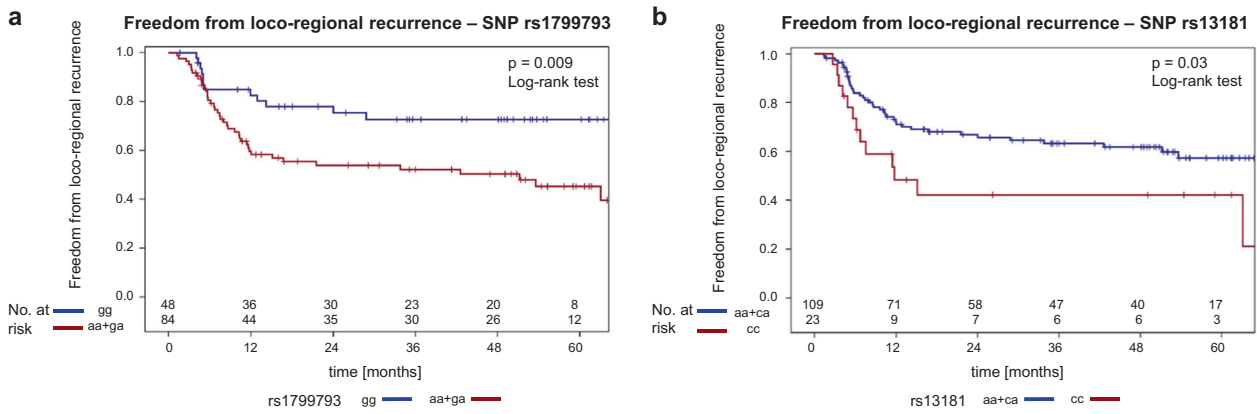 a
Freedom from loco-regional recurrence – SNP rs1799793
Freedom from loco-regional recurrence
1.0
0.8
0.6
0.4
0.2
0.0
p = 0.009
Log-rank test
No. at gg 48 36 30 23 20 8
risk aa+ga 84 44 35 30 26 12
0 12 24 36 48 60
time [months]
rs1799793 gg aa+ga
b
Freedom from loco-regional recurrence – SNP rs13181
Freedom from loco-regional recurrence
1.0
0.8
0.6
0.4
0.2
0.0
p = 0.03
Log-rank test
No. at aa+ca 109 71 58 47 40 17
risk cc 23 9 7 6 6 3
0 12 24 36 48 60
time [months]
rs13181 aa+ca cc